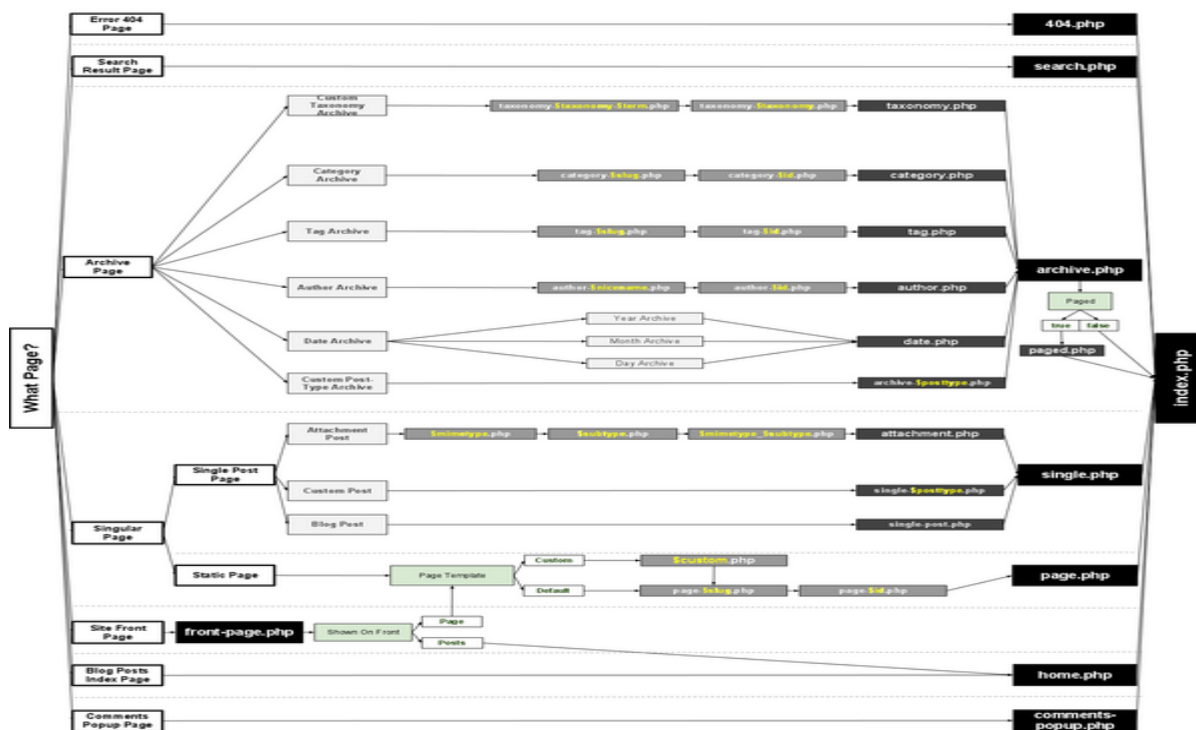 Error 404
Page
404.php
Search
Result Page
search.php
Custom
Taxonomy
Archive
taxonomy-$taxonomy-$term.php
taxonomy-$taxonomy.php
taxonomy.php
Category
Archive
category-$slug.php
category-$id.php
category.php
Tag Archive
tag-$slug.php
tag-$id.php
tag.php
Archive
Page
archive.php
Author Archive
author-$nicename.php
author-$id.php
author.php
Paged
true
false
paged.php
Year Archive
Date Archive
Month Archive
date.php
Day Archive
Custom Post-
Type Archive
archive-$posttype.php
What Page?
index.php
Attachment
Post
$mimetype.php
$subtype.php
$mimetype_$subtype.php
attachment.php
Single Post
Page
single.php
Custom Post
single-$posttype.php
Blog Post
single-post.php
Singular
Page
Static Page
Page Template
Custom
$custom.php
Default
page-$slug.php
page-$id.php
page.php
Site Front
Page
front-page.php
Shown On Front
Page
Posts
Blog Posts
Index Page
home.php
Comments
Popup Page
comments-
popup.php